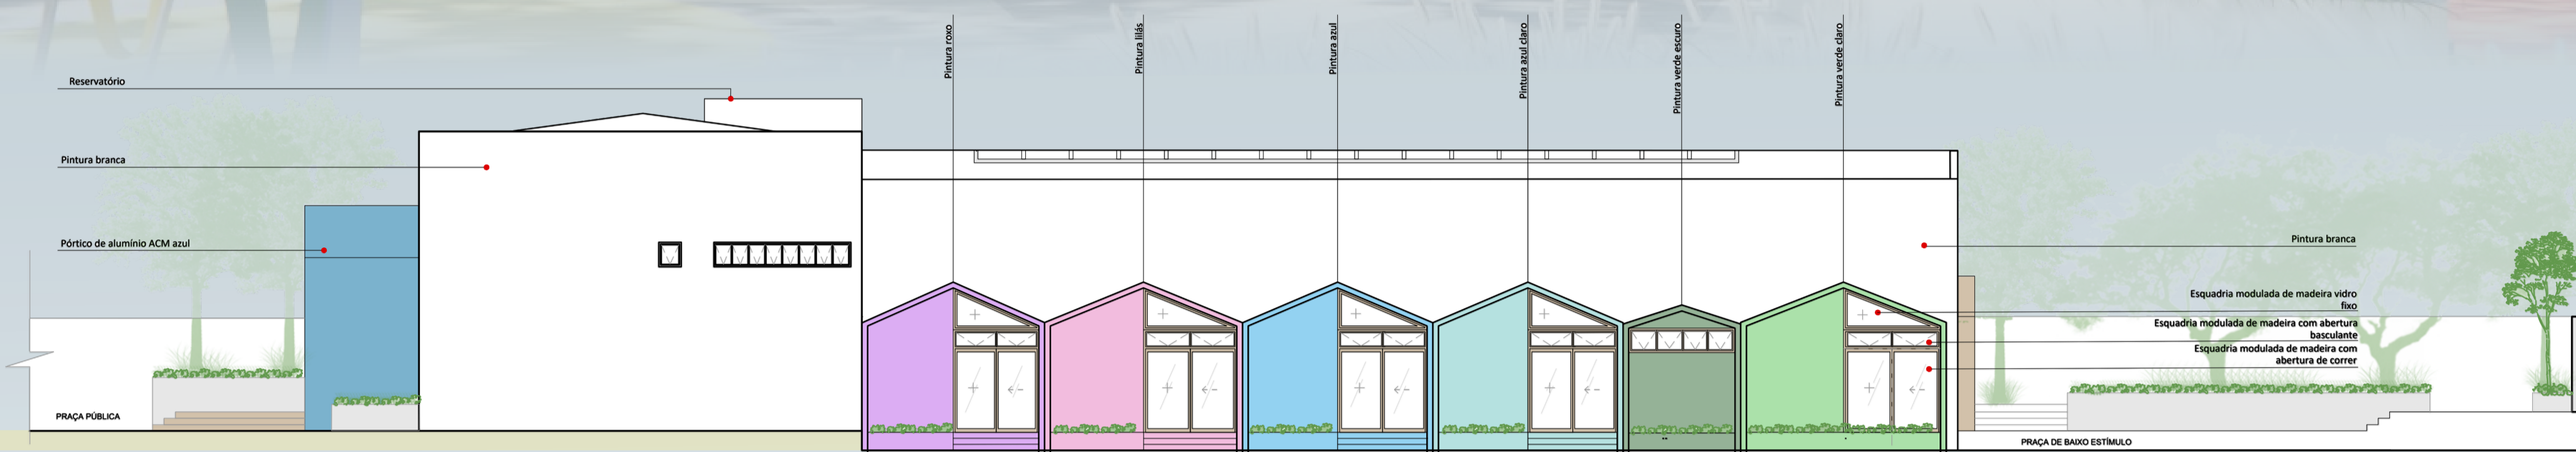 Pintura roxo
Pintura lilás
Pintura azul
Pintura azul claro
Pintura verde escuro
Pintura verde claro
Reservatório
Pintura branca
Pórtico de alumínio ACM azul
PRAÇA PÚBLICA
Pintura branca
Esquadria modulada de madeira vidro
fixo
Esquadria modulada de madeira com abertura
basculante
Esquadria modulada de madeira com
abertura de correr
PRAÇA DE BAIXO ESTÍMULO